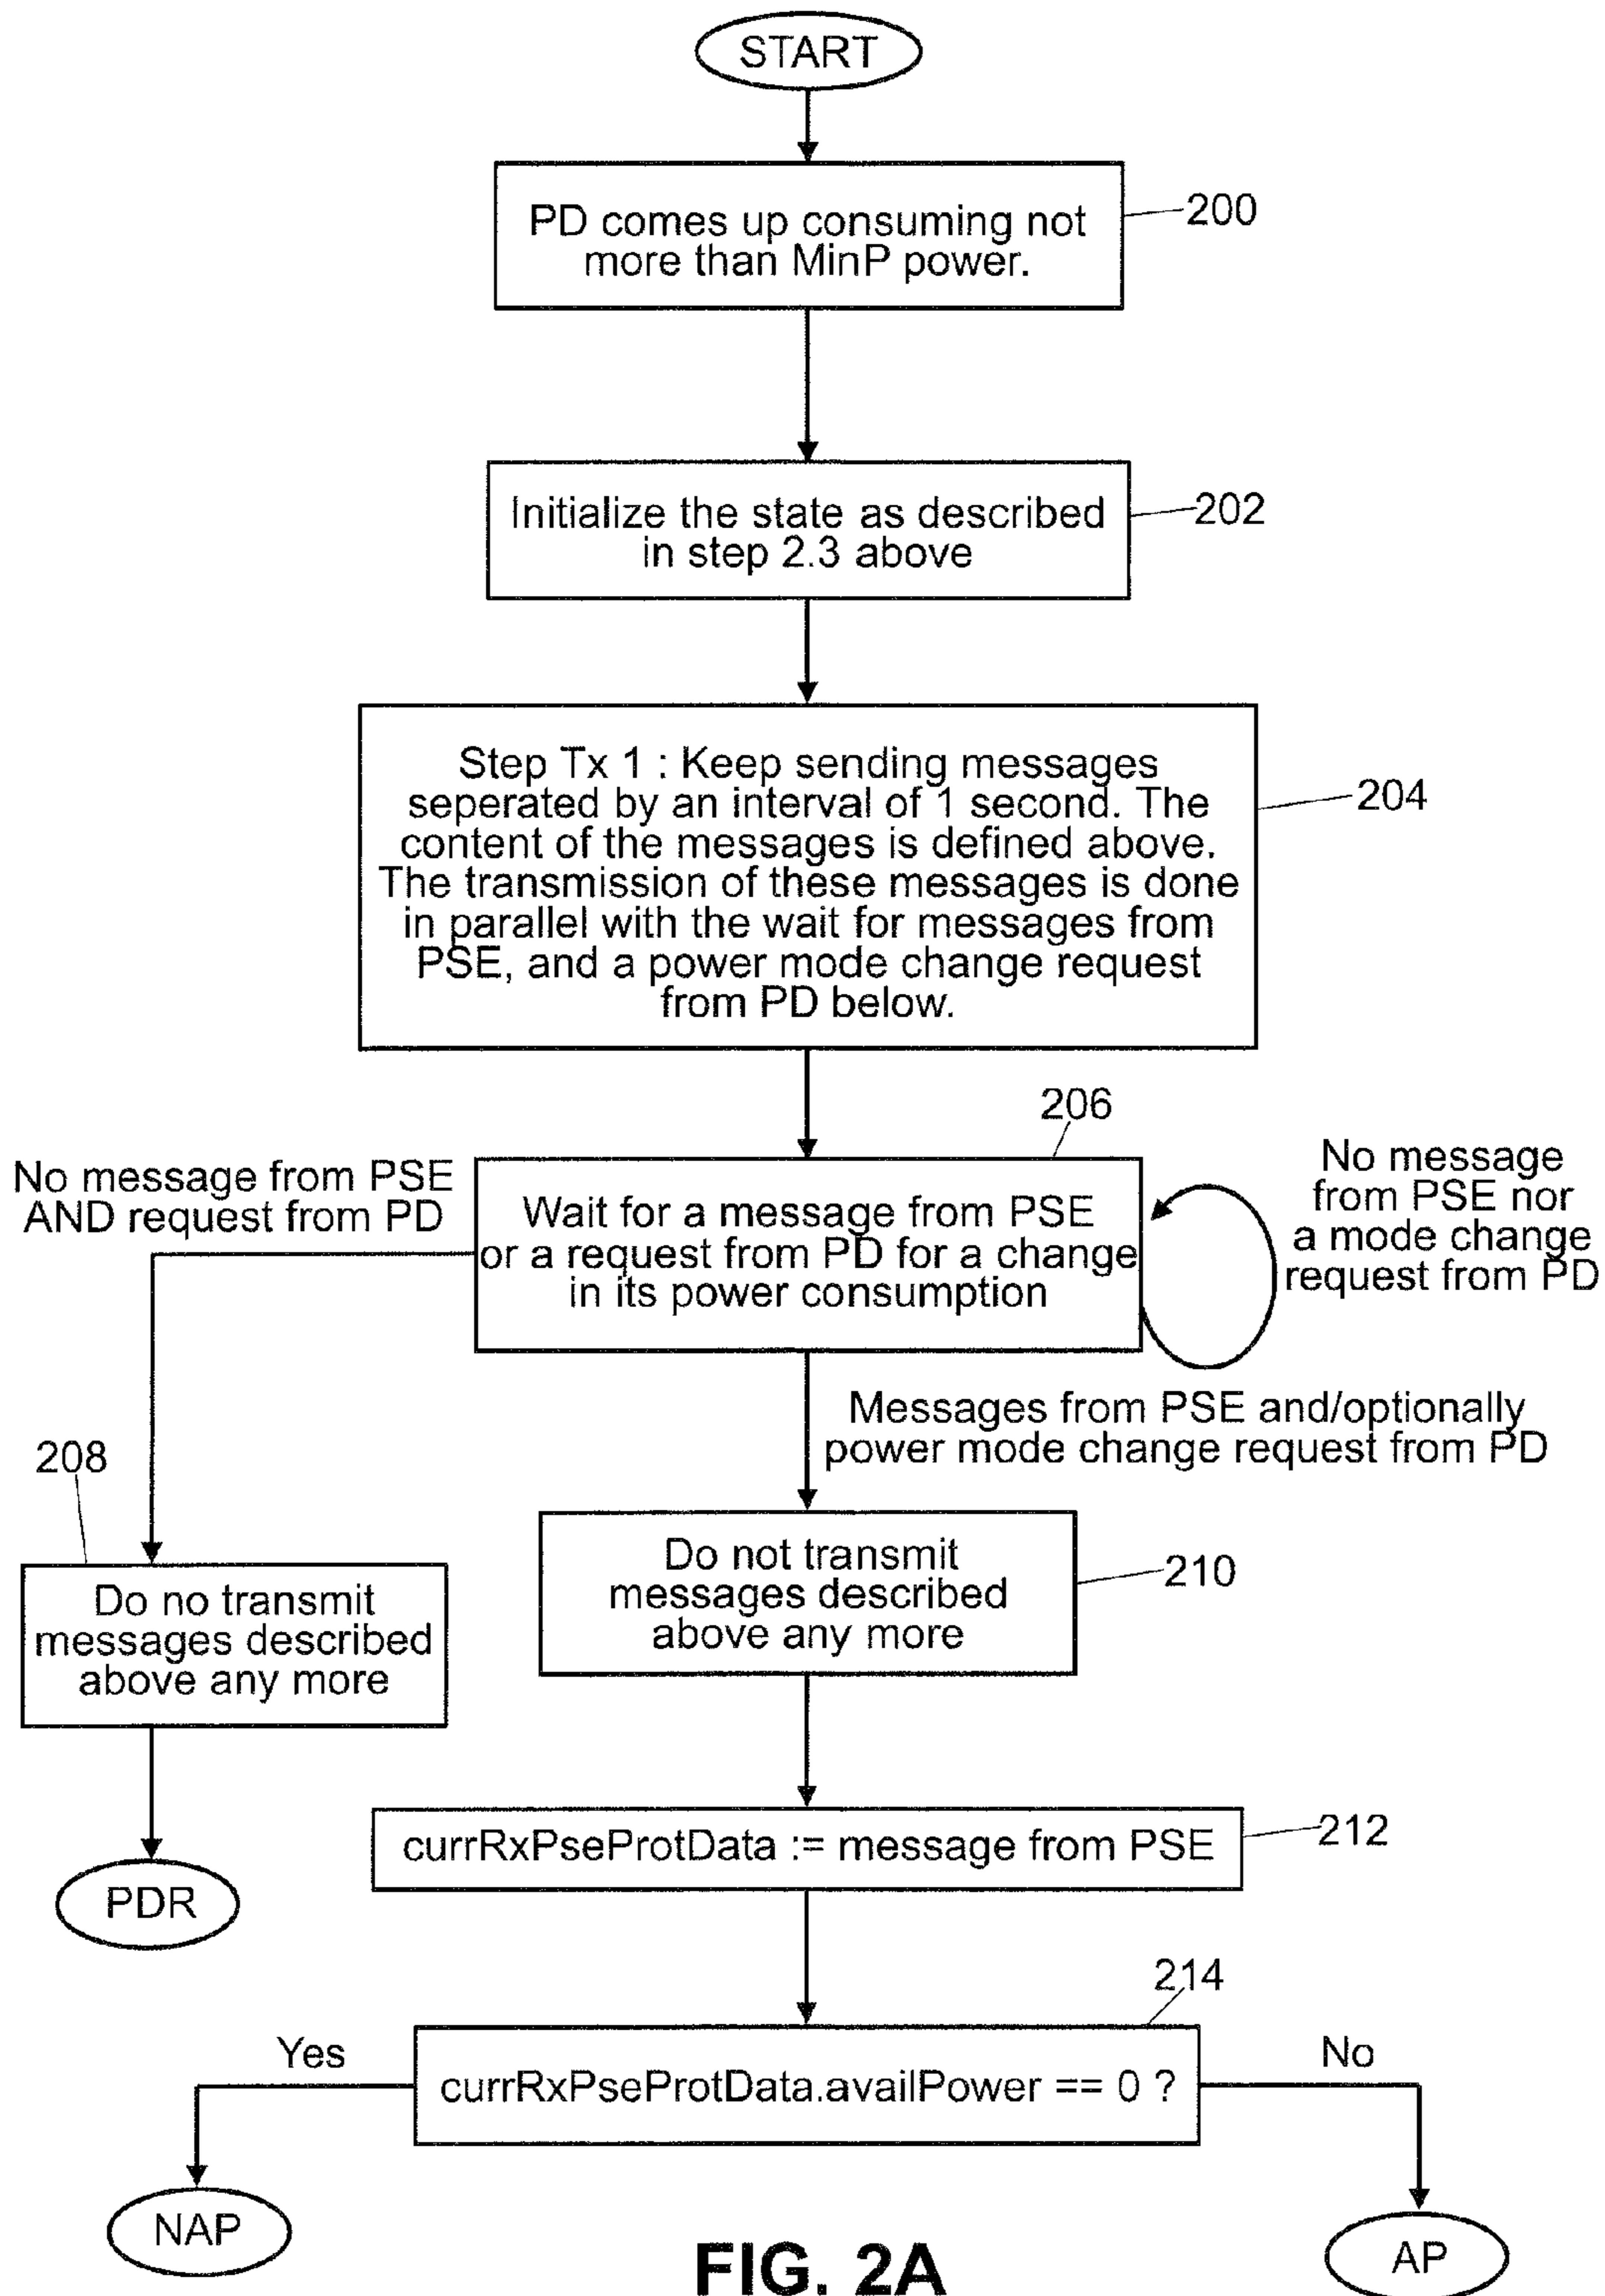 START
PD comes up consuming not
more than MinP power.
200
Initialize the state as described
in step 2.3 above
202
Step Tx 1 : Keep sending messages
seperated by an interval of 1 second. The
content of the messages is defined above.
The transmission of these messages is done
in parallel with the wait for messages from
PSE, and a power mode change request
from PD below.
204
206
No message from PSE
AND request from PD
Wait for a message from PSE
or a request from PD for a change
in its power consumption
No message
from PSE nor
a mode change
request from PD
Messages from PSE and/optionally
power mode change request from PD
208
Do no transmit
messages described
above any more
Do not transmit
messages described
above any more
210
PDR
currRxPseProtData := message from PSE
212
214
Yes
currRxPseProtData.availPower == 0 ?
No
NAP
AP
FIG. 2A